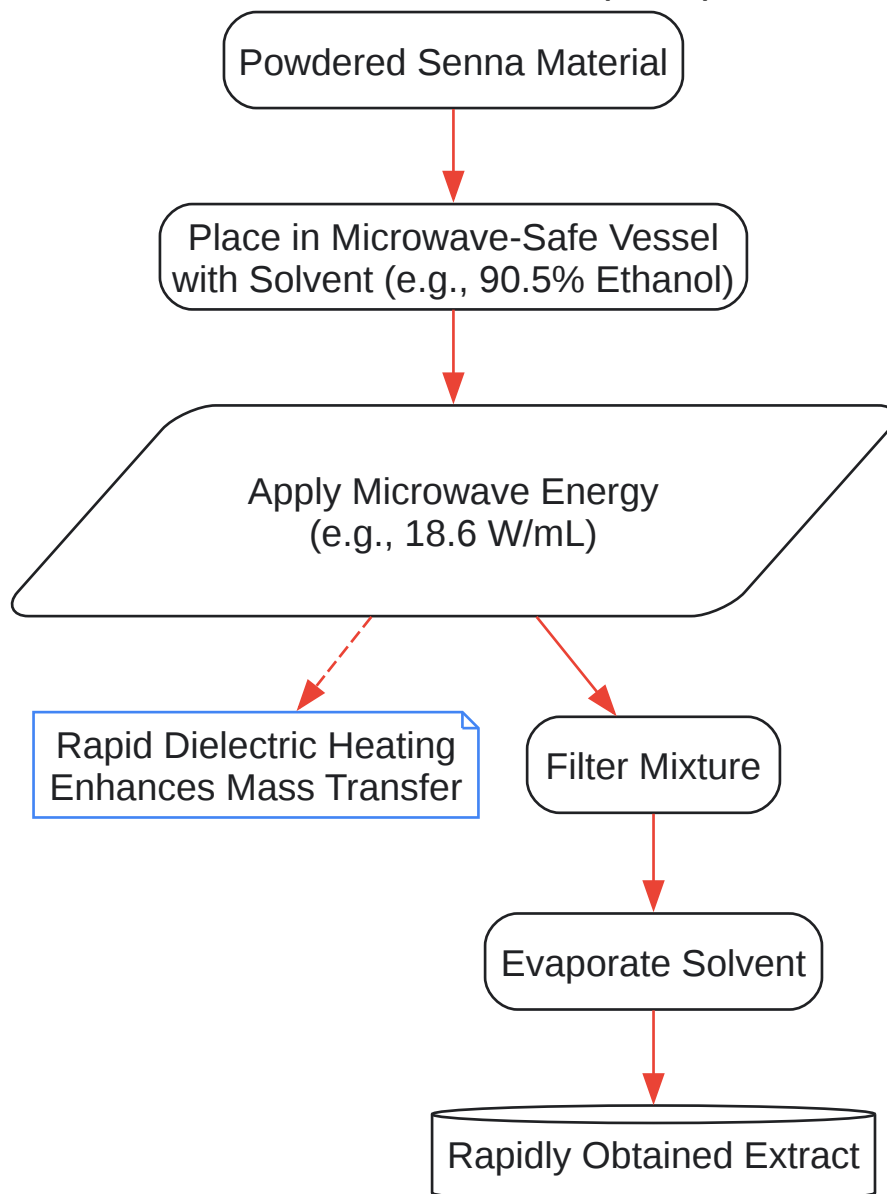 Powdered Senna Material
Place in Microwave-Safe Vessel
with Solvent (e.g., 90.5% Ethanol)
Apply Microwave Energy
(e.g., 18.6 W/mL)
Rapid Dielectric Heating
Enhances Mass Transfer
Filter Mixture
Evaporate Solvent
Rapidly Obtained Extract